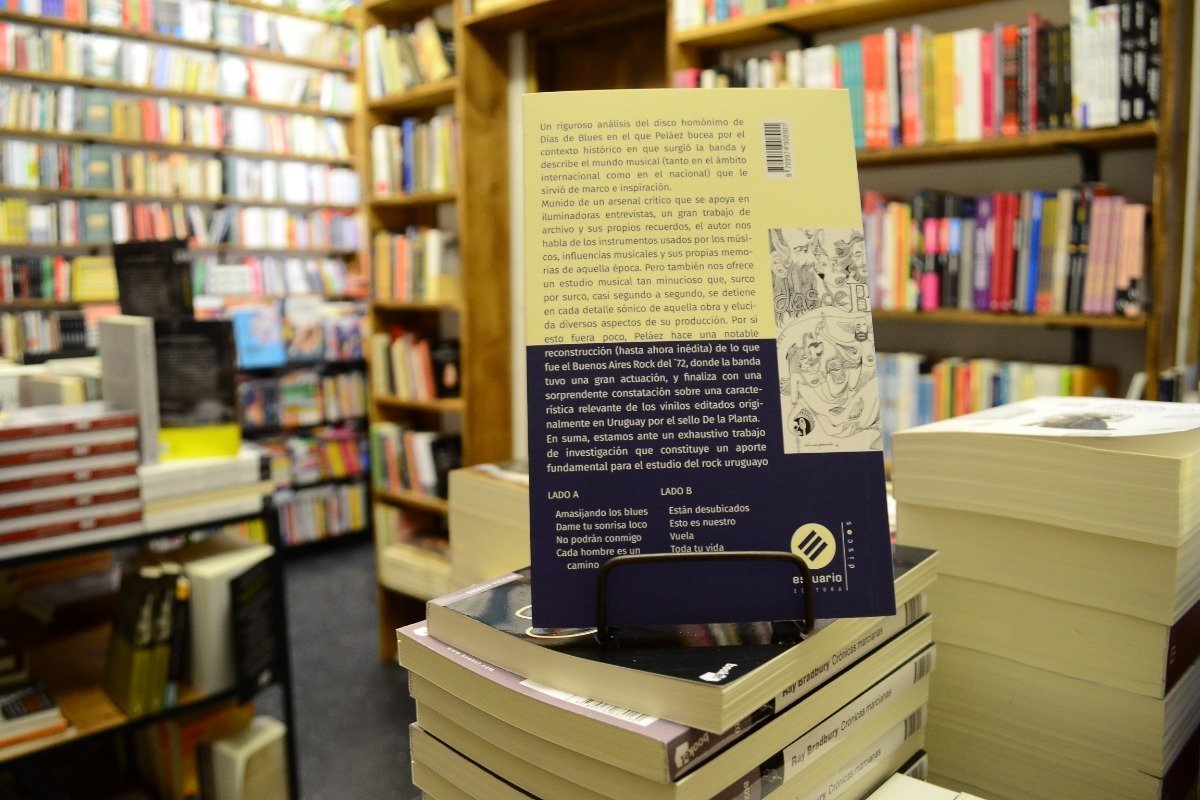 Un riguroso análisis del disco homónimo de
Días de Blues en el que Peláez bucea por el
contexto histórico en que surgió la banda y
describe el mundo musical (tanto en el ámbito
internacional como en el nacional) que le
sirvió de marco e inspiración.
Munido de un arsenal crítico que se apoya en
iluminadoras entrevistas, un gran trabajo de
archivo y sus propios recuerdos, el autor nos
habla de los instrumentos usados por los músi-
cos, influencias musicales y sus propias memo-
rias de aquella época. Pero también nos ofrece
un estudio musical tan minucioso que, surco
por surco, casi segundo a segundo, se detiene
en cada detalle sónico de aquella obra y eluci-
da diversos aspectos de su producción. Por si
esto fuera poco, Peláez hace una notable
reconstrucción (hasta ahora inédita) de lo que
fue el Buenos Aires Rock del ´72, donde la banda
tuvo una gran actuación, y finaliza con una
sorprendente constatación sobre una caracte-
rística relevante de los vinilos editados origi-
nalmente en Uruguay por el sello De la Planta.
En suma, estamos ante un exhaustivo trabajo
de investigación que constituye un aporte
fundamental para el estudio del rock uruguayo
LADO A
Amasijando los blues
Dame tu sonrisa loco
No podrán conmigo
Cada hombre es un
camino
LADO B
Están desubicados
Esto es nuestro
Vuela
Toda tu vida
estuario
EDITORA
discos
booket
Ray Bradbury Crónicas marcianas
Ray Bradbury Crónicas marcianas
Crónicas marcianas